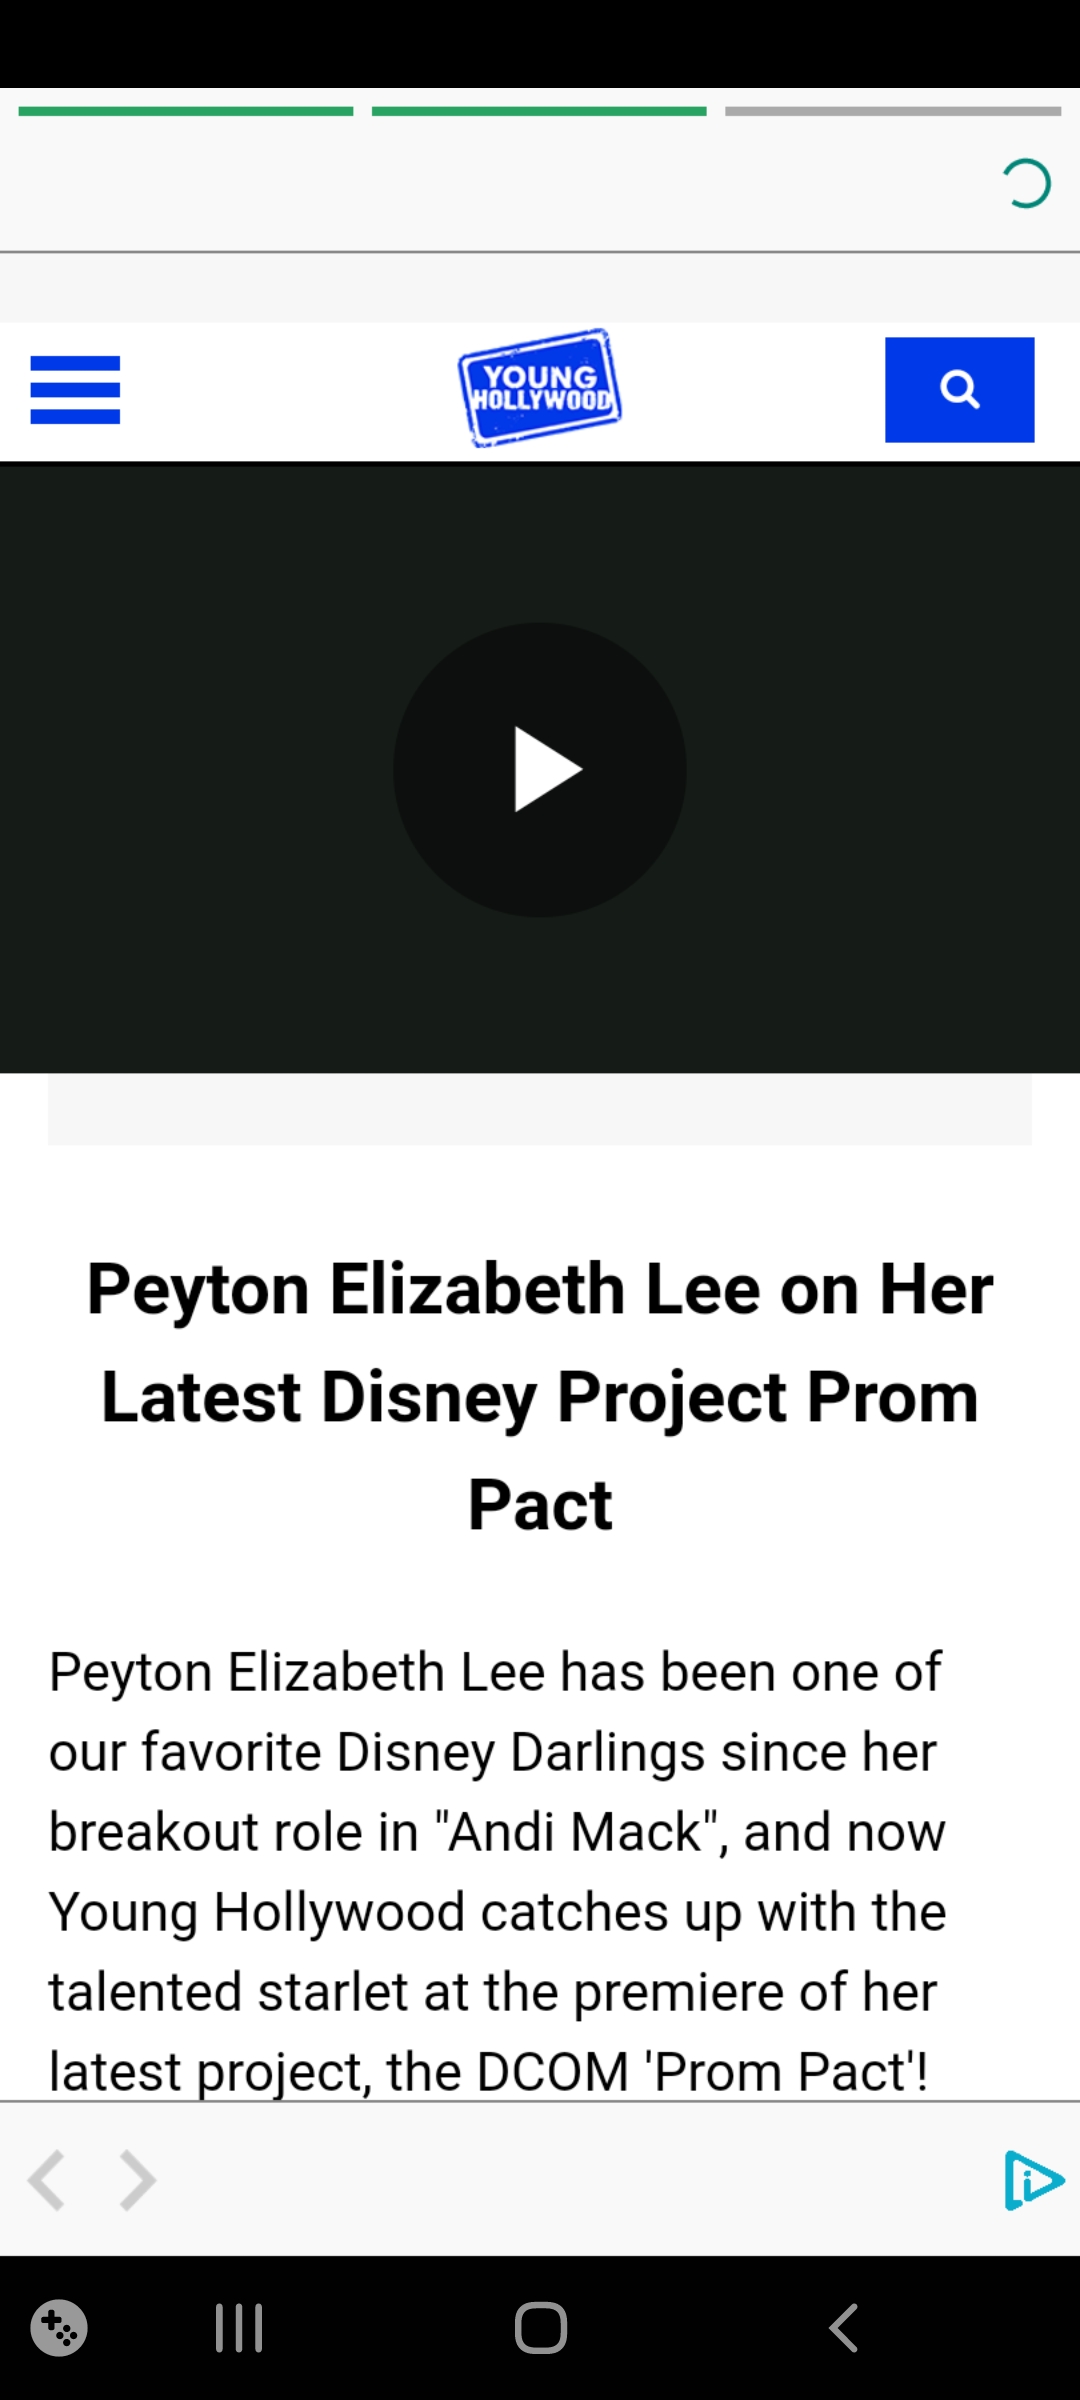 YOUNG
HOLLYWOOD
Peyton Elizabeth Lee on Her
Latest Disney Project Prom
Pact
Peyton Elizabeth Lee has been one of
our favorite Disney Darlings since her
breakout role in "Andi Mack", and now
Young Hollywood catches up with the
talented starlet at the premiere of her
latest project, the DCOM 'Prom Pact'!